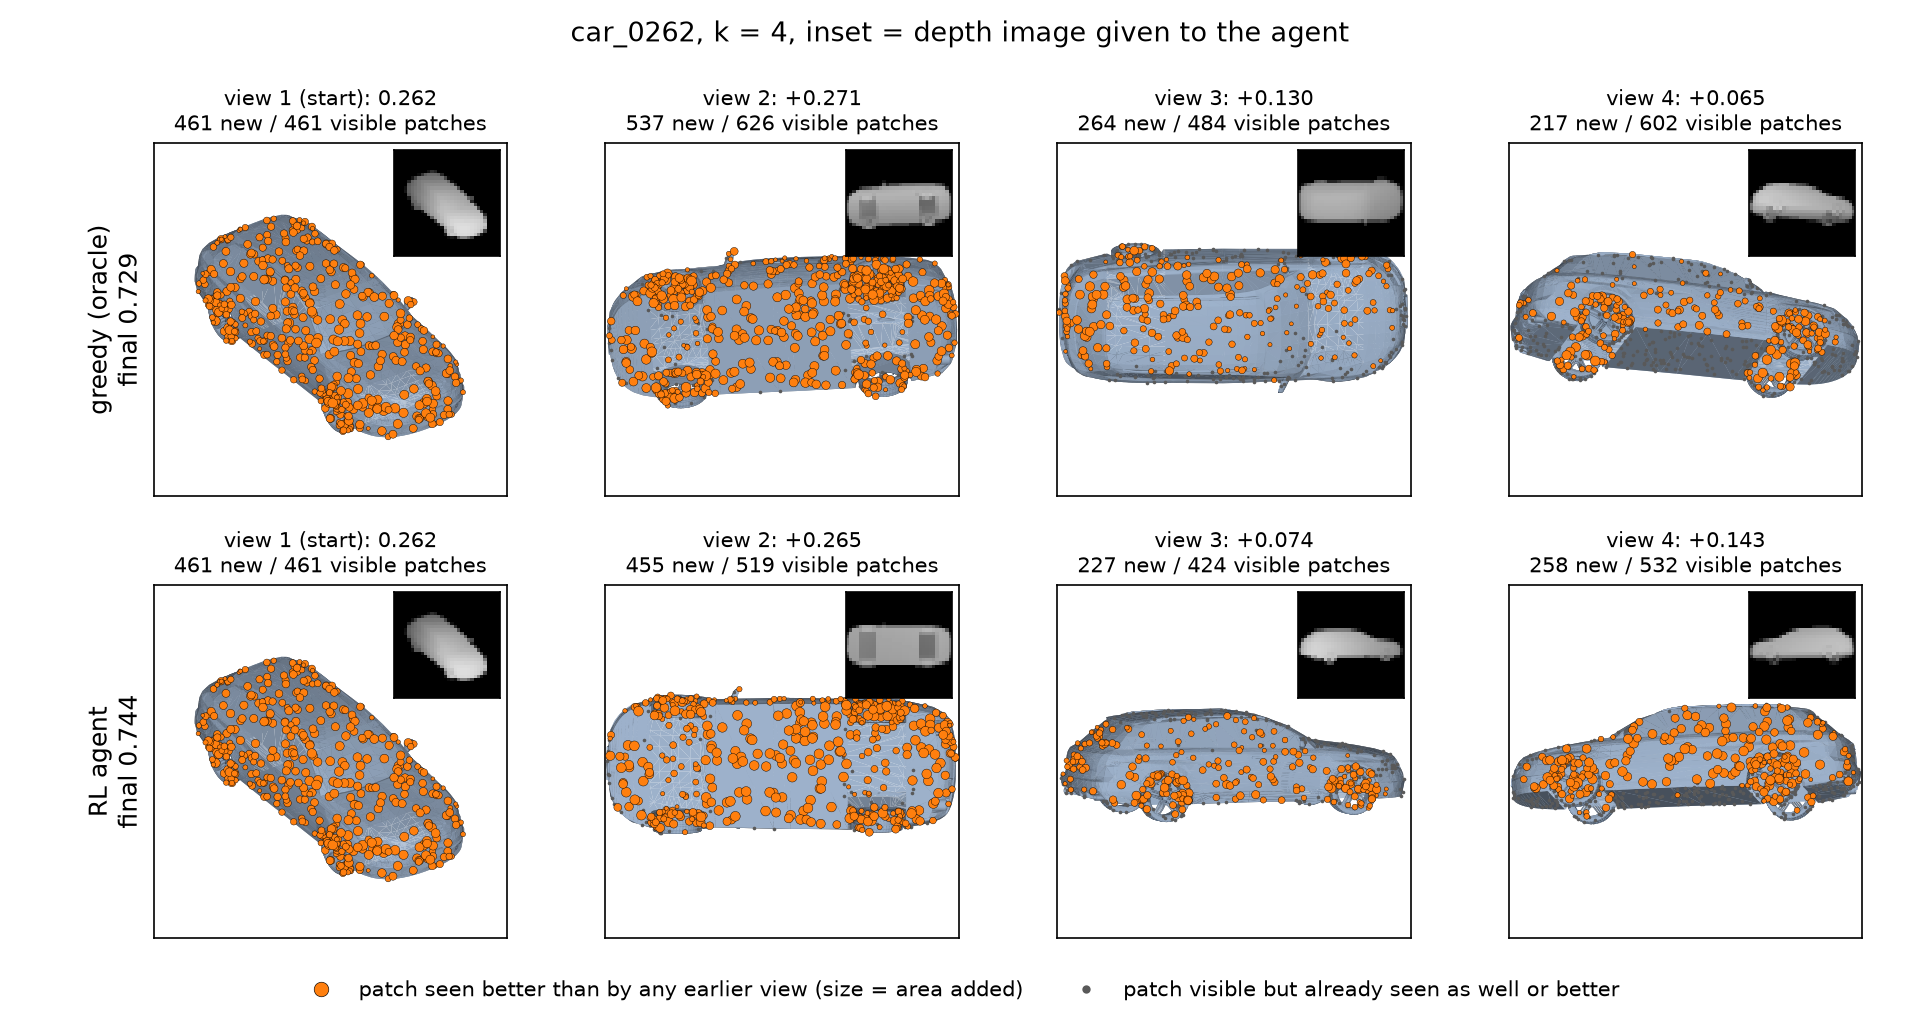 car_0262, k = 4, inset = depth image given to the agent
view 1 (start): 0.262
461 new / 461 visible patches
view 2: +0.271
537 new / 626 visible patches
view 3: +0.130
264 new / 484 visible patches
view 4: +0.065
217 new / 602 visible patches
greedy (oracle)
final 0.729
view 1 (start): 0.262
461 new / 461 visible patches
view 2: +0.265
455 new / 519 visible patches
view 3: +0.074
227 new / 424 visible patches
view 4: +0.143
258 new / 532 visible patches
RL agent
final 0.744
patch seen better than by any earlier view (size = area added)
patch visible but already seen as well or better